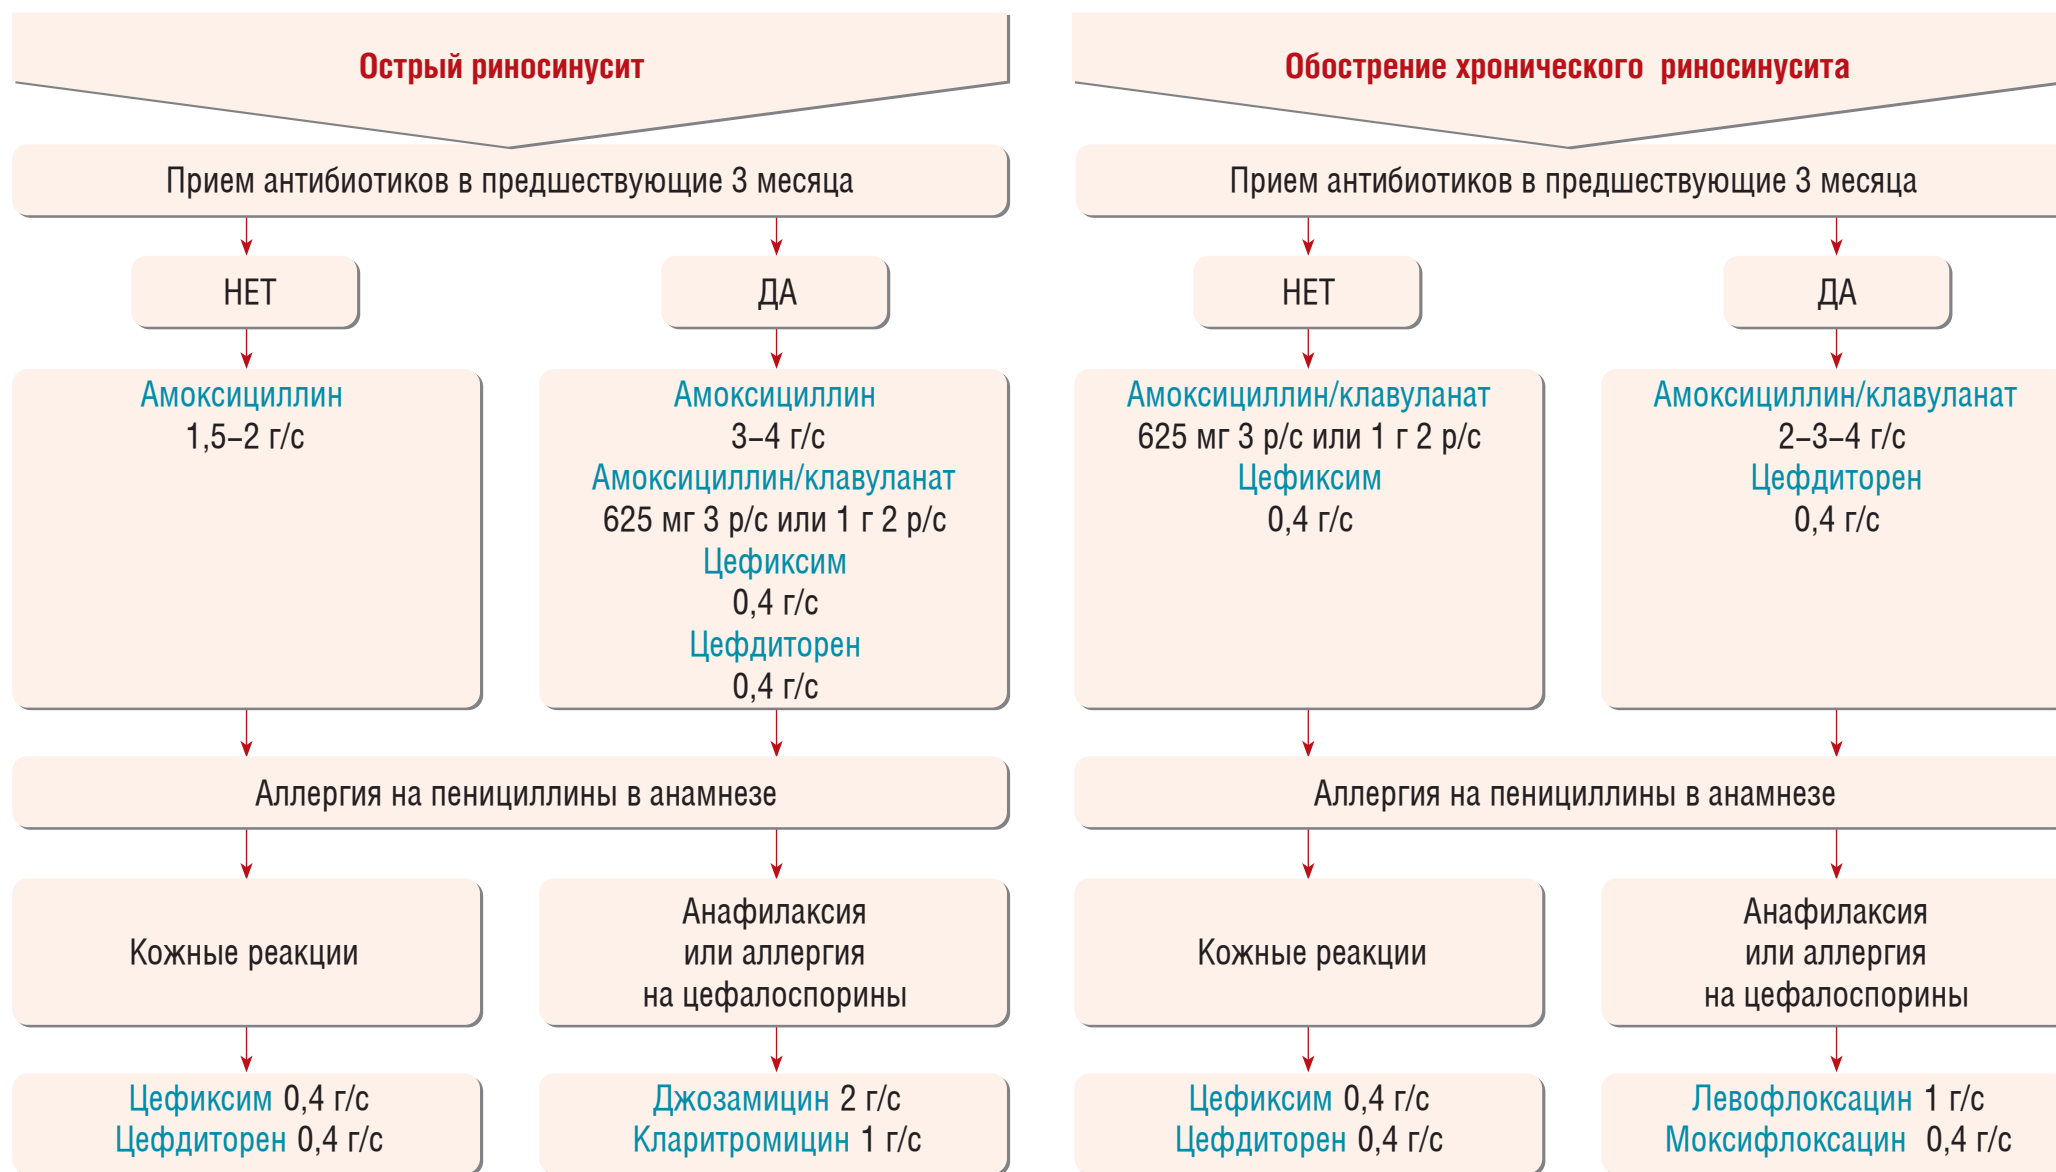 Острый риносинусит
Прием антибиотиков в предшествующие 3 месяца
НЕТ
ДА
Амоксициллин
1,5–2 г/с
Амоксициллин
3–4 г/с
Амоксициллин/клавуланат
625 мг 3 р/с или 1 г 2 р/с
Цефиксим
0,4 г/с
Цефдиторен
0,4 г/с
Аллергия на пенициллины в анамнезе
Кожные реакции
Анафилаксия
или аллергия
на цефалоспорины
Цефиксим 0,4 г/с
Цефдиторен 0,4 г/с
Джозамицин 2 г/с
Кларитромицин 1 г/с
Обострение хронического риносинусита
Прием антибиотиков в предшествующие 3 месяца
НЕТ
ДА
Амоксициллин/клавуланат
625 мг 3 р/с или 1 г 2 р/с
Цефиксим
0,4 г/с
Амоксициллин/клавуланат
2–3–4 г/с
Цефдиторен
0,4 г/с
Аллергия на пенициллины в анамнезе
Кожные реакции
Анафилаксия
или аллергия
на цефалоспорины
Цефиксим 0,4 г/с
Цефдиторен 0,4 г/с
Левофлоксацин 1 г/с
Моксифлоксацин 0,4 г/с